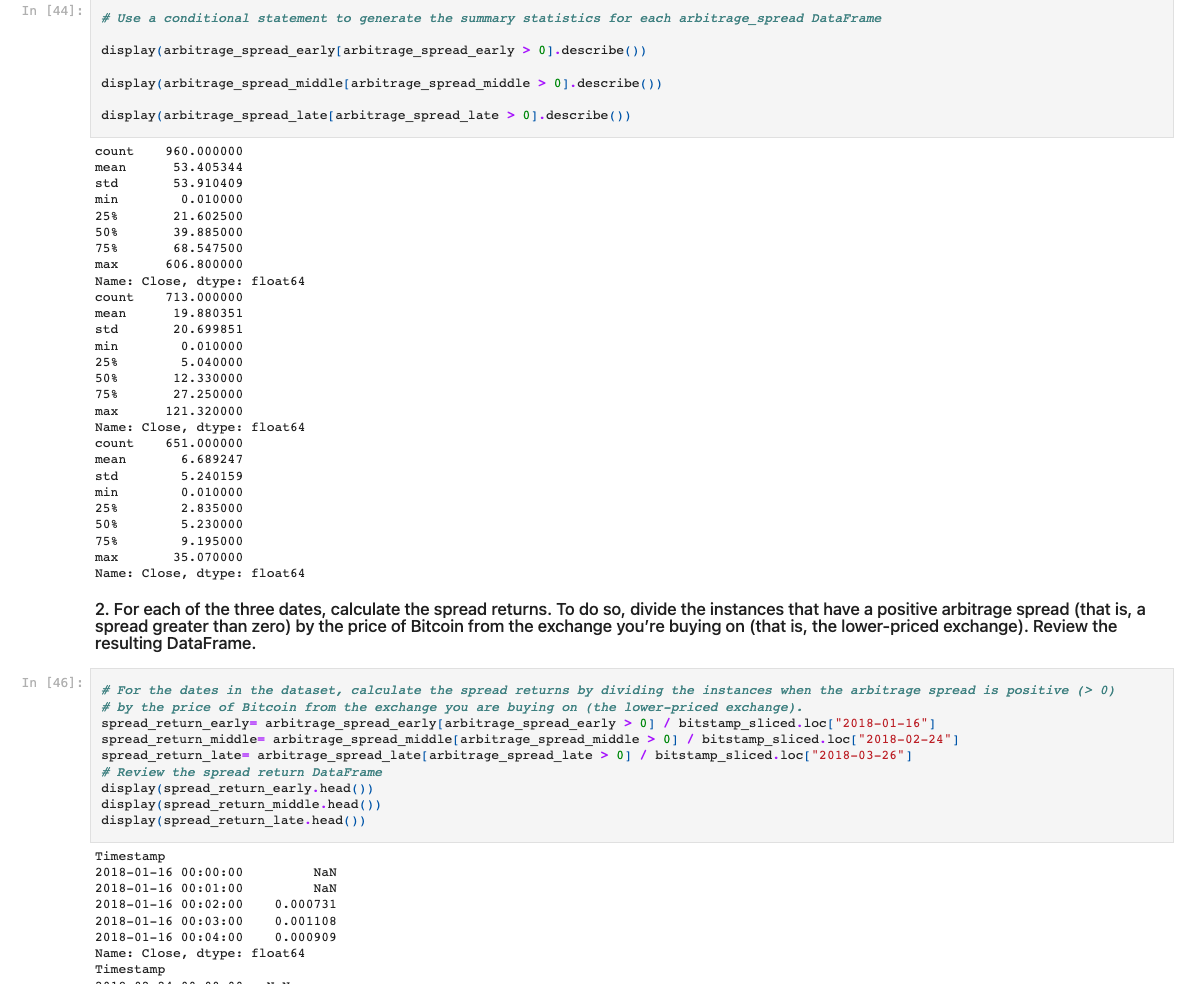 In [44]:
# Use a conditional statement to generate the summary statistics for each arbitrage_spread DataFrame
display(arbitrage_spread_early[arbitrage_spread_early > 0].describe())
display(arbitrage_spread_middle[arbitrage_spread_middle > 0].describe())
display(arbitrage_spread_late[arbitrage_spread_late > 0].describe())
count 960.000000
mean 53.405344
std 53.910409
min 0.010000
25% 21.602500
50% 39.885000
75% 68.547500
max 606.800000
Name: Close, dtype: float64
count 713.000000
mean 19.880351
std 20.699851
min 0.010000
25% 5.040000
50% 12.330000
75% 27.250000
max 121.320000
Name: Close, dtype: float64
count 651.000000
mean 6.689247
std 5.240159
min 0.010000
25% 2.835000
50% 5.230000
75% 9.195000
max 35.070000
Name: Close, dtype: float64
2. For each of the three dates, calculate the spread returns. To do so, divide the instances that have a positive arbitrage spread (that is, a
spread greater than zero) by the price of Bitcoin from the exchange you’re buying on (that is, the lower-priced exchange). Review the
resulting DataFrame.
In [46]:
# For the dates in the dataset, calculate the spread returns by dividing the instances when the arbitrage spread is positive (> 0)
# by the price of Bitcoin from the exchange you are buying on (the lower-priced exchange).
spread_return_early= arbitrage_spread_early[arbitrage_spread_early > 0] / bitstamp_sliced.loc["2018-01-16"]
spread_return_middle= arbitrage_spread_middle[arbitrage_spread_middle > 0] / bitstamp_sliced.loc["2018-02-24"]
spread_return_late= arbitrage_spread_late[arbitrage_spread_late > 0] / bitstamp_sliced.loc["2018-03-26"]
# Review the spread return DataFrame
display(spread_return_early.head())
display(spread_return_middle.head())
display(spread_return_late.head())
Timestamp
2018-01-16 00:00:00 NaN
2018-01-16 00:01:00 NaN
2018-01-16 00:02:00 0.000731
2018-01-16 00:03:00 0.001108
2018-01-16 00:04:00 0.000909
Name: Close, dtype: float64
Timestamp